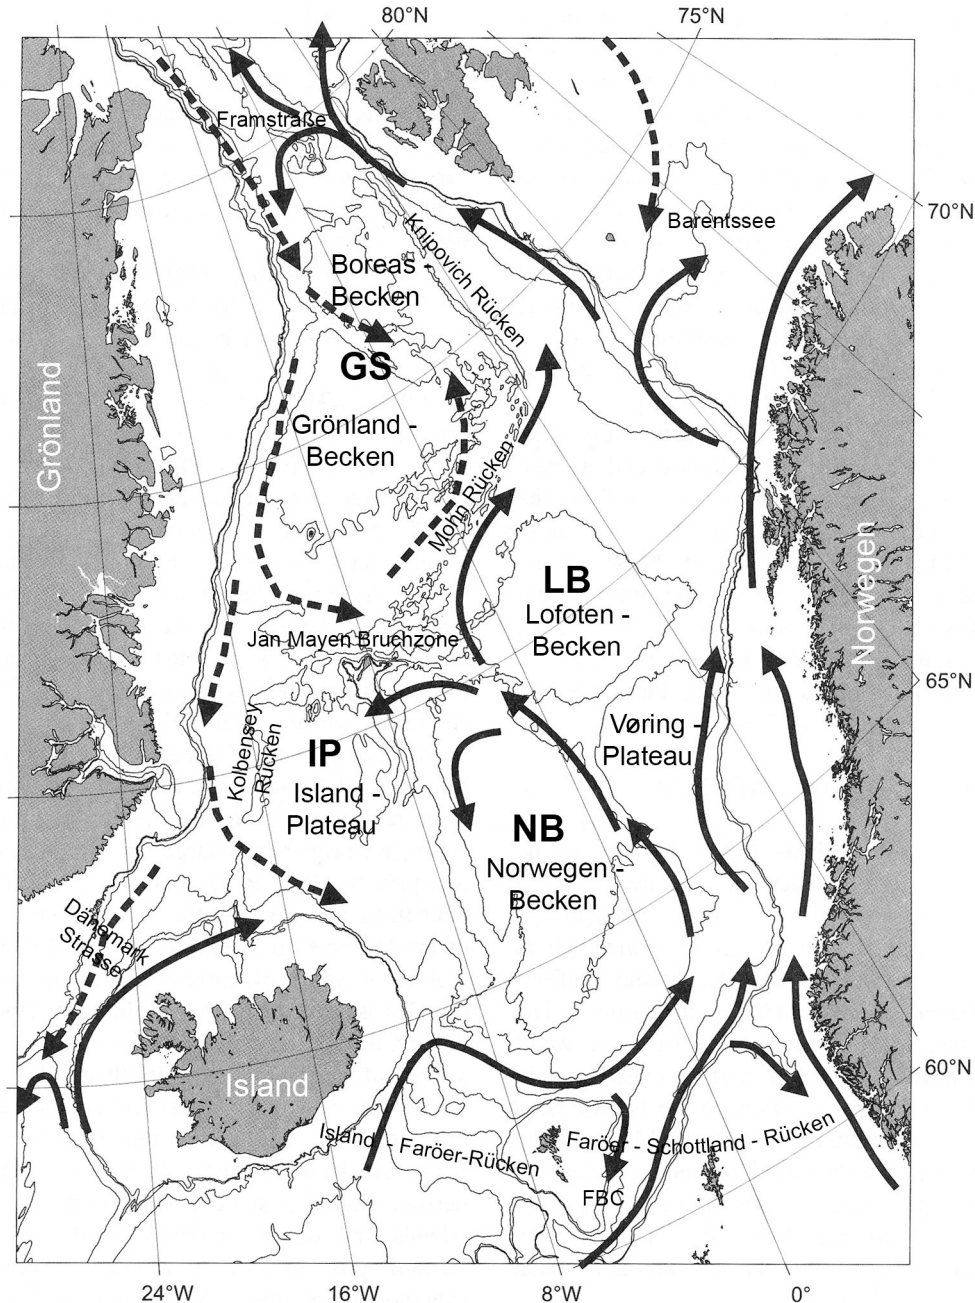 80°N
75°N
Framstraße
70°N
Barentssee
Knipovich Rücken
Boreas -
Becken
GS
Grönland
Grönland -
Becken
Mohn Rücken
LB
Lofoten -
Becken
Norwegen
Jan Mayen Bruchzone
65°N
Kolbensey
Rücken
IP
Island -
Plateau
Vøring -
Plateau
NB
Norwegen -
Becken
Dänemark
Strasse
Island
60°N
Island - Faröer-Rücken
Faröer - Schottland - Rücken
FBC
24°W
16°W
8°W
0°